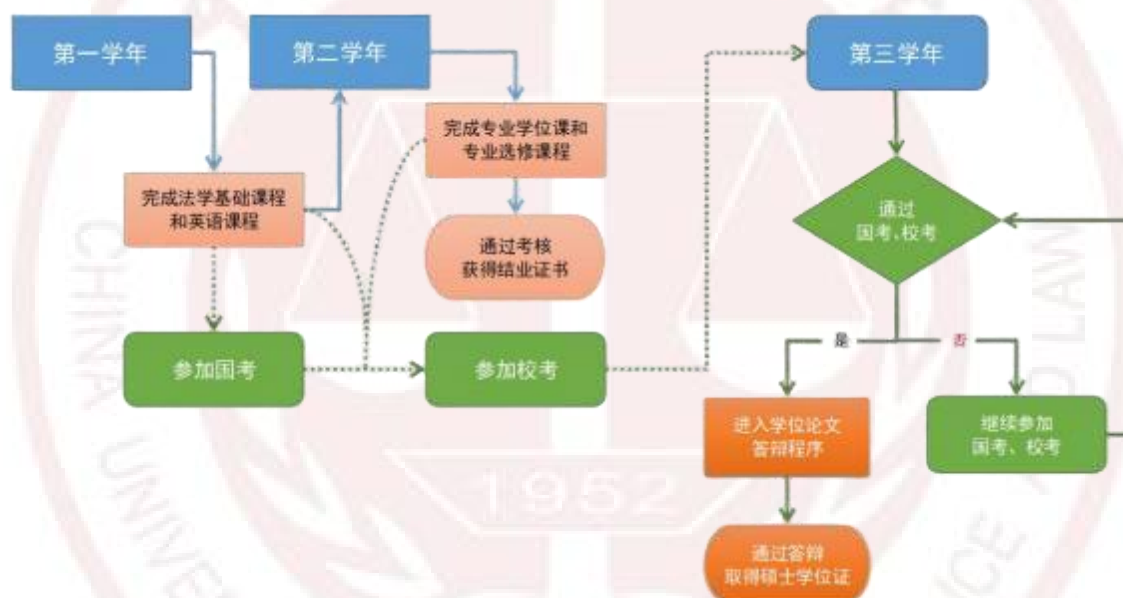 第一学年
第二学年
第三学年
完成专业学位课和
专业选修课程
完成法学基础课程
和英语课程
通过考核
获得结业证书
通过
国考、校考
参加国考
参加校考
是
否
进入学位论文
答辩程序
继续参加
国考、校考
通过答辩
取得硕士学位证
CHINA UNIVE
1952
CE
LAW